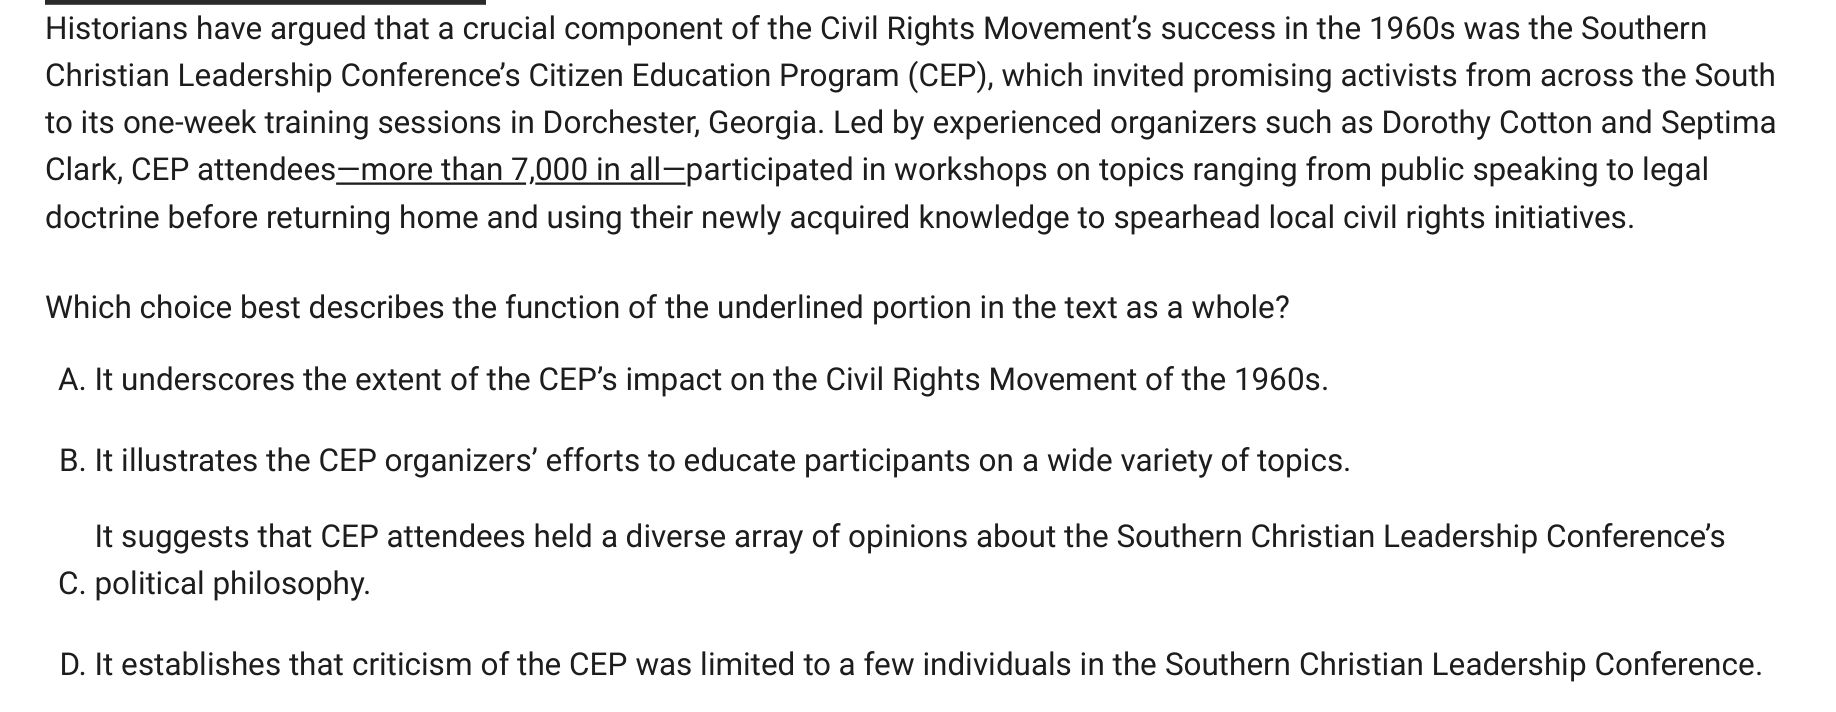 Historians have argued that a crucial component of the Civil Rights Movement’s success in the 1960s was the Southern
Christian Leadership Conference’s Citizen Education Program (CEP), which invited promising activists from across the South
to its one-week training sessions in Dorchester, Georgia. Led by experienced organizers such as Dorothy Cotton and Septima
Clark, CEP attendees—more than 7,000 in all—participated in workshops on topics ranging from public speaking to legal
doctrine before returning home and using their newly acquired knowledge to spearhead local civil rights initiatives.
Which choice best describes the function of the underlined portion in the text as a whole?
A. It underscores the extent of the CEP’s impact on the Civil Rights Movement of the 1960s.
B. It illustrates the CEP organizers’ efforts to educate participants on a wide variety of topics.
It suggests that CEP attendees held a diverse array of opinions about the Southern Christian Leadership Conference’s
C. political philosophy.
D. It establishes that criticism of the CEP was limited to a few individuals in the Southern Christian Leadership Conference.